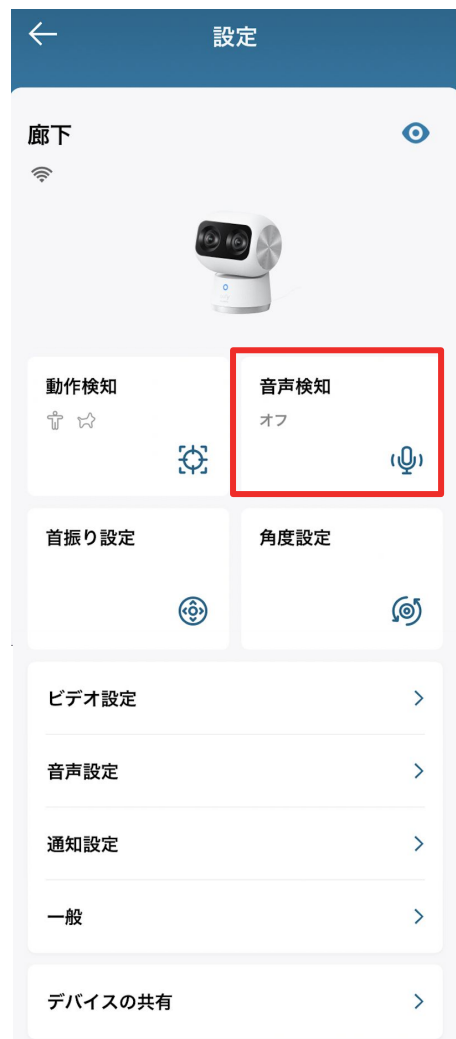 設定
廊下
動作検知
音声検知
オフ
首振り設定
角度設定
ビデオ設定
音声設定
通知設定
一般
デバイスの共有